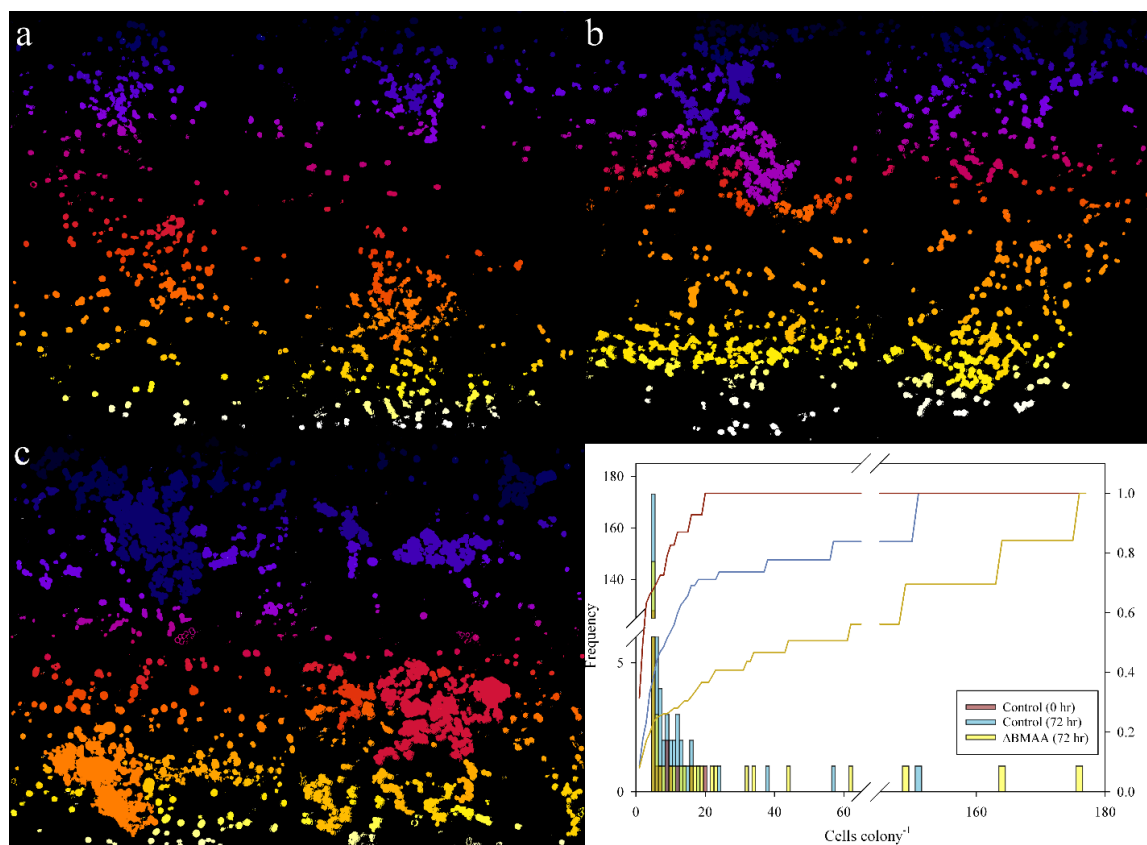 a
b
c
180
160
140
5
0
Frequency
1.0
0.8
0.6
0.4
0.2
0.0
Control (0 hr)
Control (72 hr)
ΛBMAA (72 hr)
0 20 40 60 160 180
Cells colony⁻¹